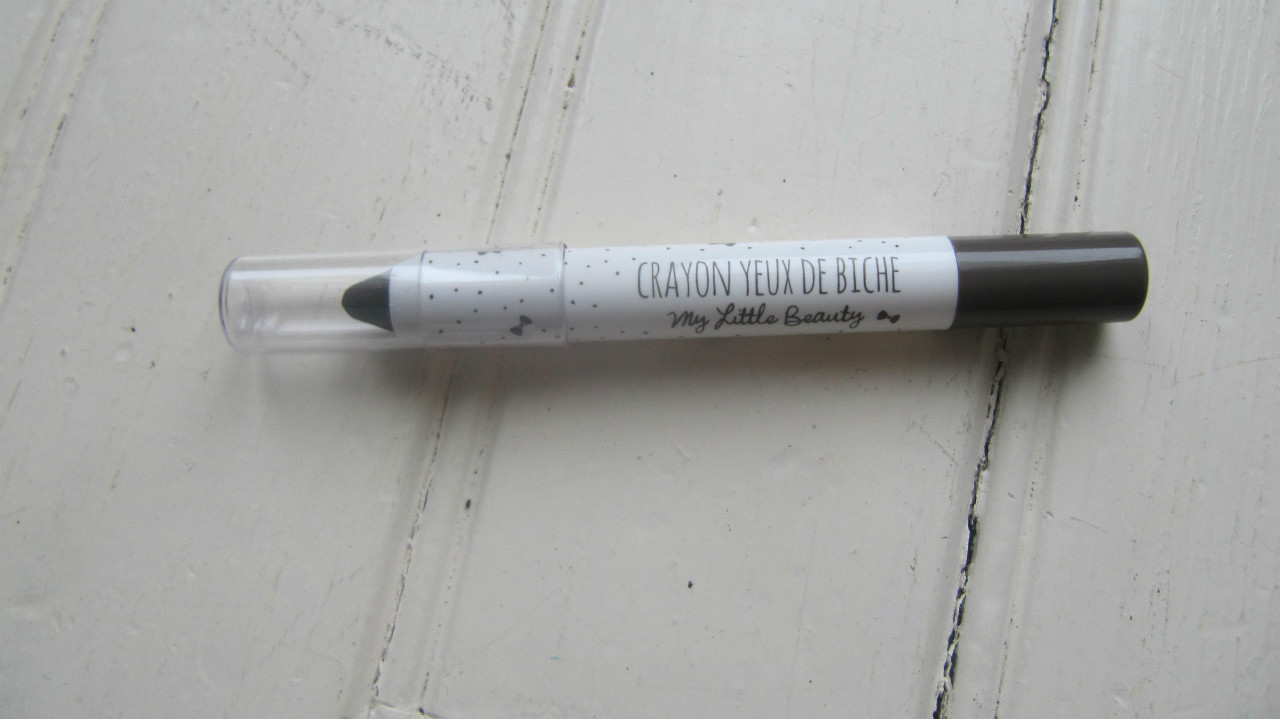 CRAYON YEUX DE BICHE
My Little Beauty